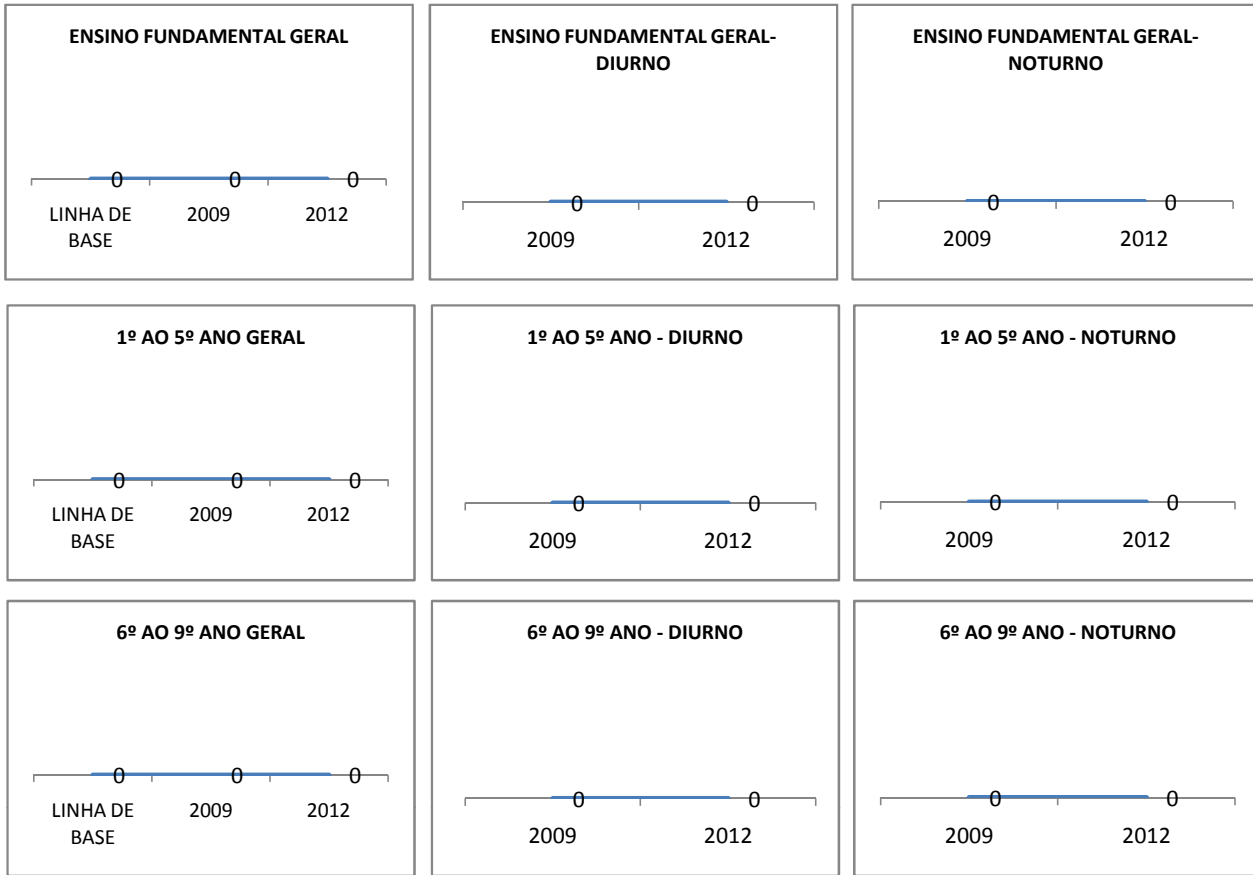 ENSINO FUNDAMENTAL GERAL
0 0 0
LINHA DE BASE 2009 2012
ENSINO FUNDAMENTAL GERAL-
DIURNO
0 0
2009 2012
ENSINO FUNDAMENTAL GERAL-
NOTURNO
0 0
2009 2012
1º AO 5º ANO GERAL
0 0 0
LINHA DE BASE 2009 2012
1º AO 5º ANO - DIURNO
0 0
2009 2012
1º AO 5º ANO - NOTURNO
0 0
2009 2012
6º AO 9º ANO GERAL
0 0 0
LINHA DE BASE 2009 2012
6º AO 9º ANO - DIURNO
0 0
2009 2012
6º AO 9º ANO - NOTURNO
0 0
2009 2012